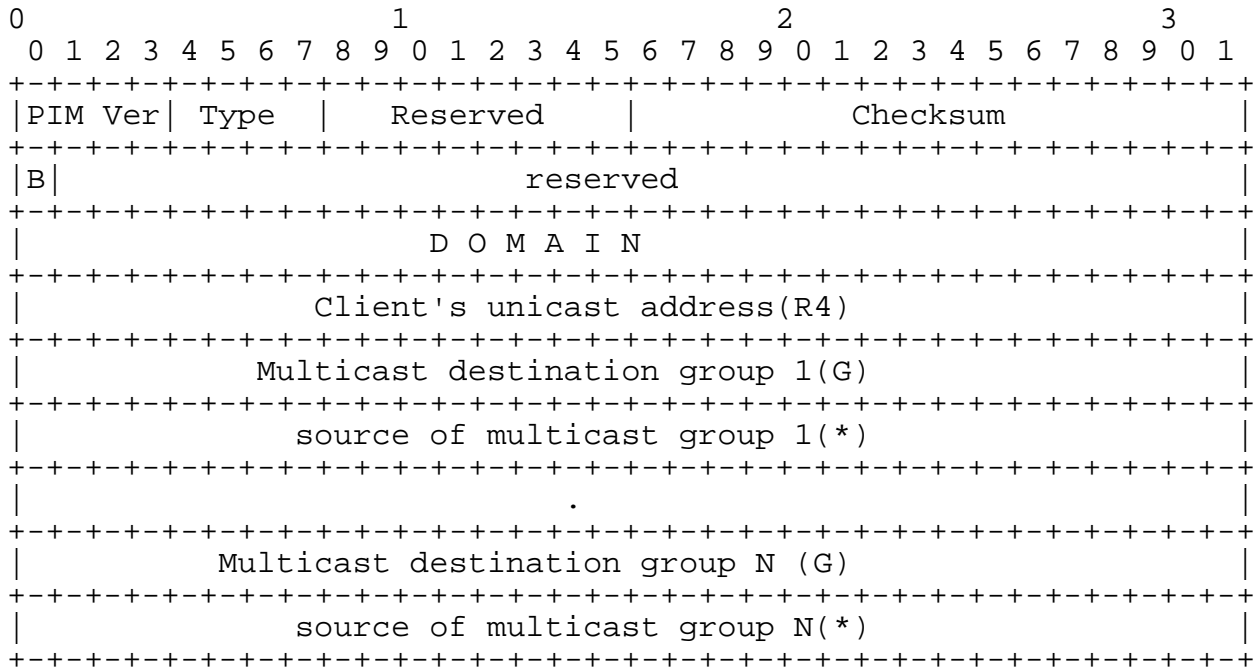 0                   1                   2                   3
 0 1 2 3 4 5 6 7 8 9 0 1 2 3 4 5 6 7 8 9 0 1 2 3 4 5 6 7 8 9 0 1
+-+-+-+-+-+-+-+-+-+-+-+-+-+-+-+-+-+-+-+-+-+-+-+-+-+-+-+-+-+-+-+-+
|PIM Ver| Type  |   Reserved    |           Checksum            |
+-+-+-+-+-+-+-+-+-+-+-+-+-+-+-+-+-+-+-+-+-+-+-+-+-+-+-+-+-+-+-+-+
|B|                        reserved                             |
+-+-+-+-+-+-+-+-+-+-+-+-+-+-+-+-+-+-+-+-+-+-+-+-+-+-+-+-+-+-+-+-+
|                     D O M A I N                               |
+-+-+-+-+-+-+-+-+-+-+-+-+-+-+-+-+-+-+-+-+-+-+-+-+-+-+-+-+-+-+-+-+
|               Client's unicast address(R4)                    |
+-+-+-+-+-+-+-+-+-+-+-+-+-+-+-+-+-+-+-+-+-+-+-+-+-+-+-+-+-+-+-+-+
|            Multicast destination group 1(G)                   |
+-+-+-+-+-+-+-+-+-+-+-+-+-+-+-+-+-+-+-+-+-+-+-+-+-+-+-+-+-+-+-+-+
|              source of multicast group 1(*)                   |
+-+-+-+-+-+-+-+-+-+-+-+-+-+-+-+-+-+-+-+-+-+-+-+-+-+-+-+-+-+-+-+-+
|                            .                                  |
+-+-+-+-+-+-+-+-+-+-+-+-+-+-+-+-+-+-+-+-+-+-+-+-+-+-+-+-+-+-+-+-+
|          Multicast destination group N (G)                    |
+-+-+-+-+-+-+-+-+-+-+-+-+-+-+-+-+-+-+-+-+-+-+-+-+-+-+-+-+-+-+-+-+
|              source of multicast group N(*)                   |
+-+-+-+-+-+-+-+-+-+-+-+-+-+-+-+-+-+-+-+-+-+-+-+-+-+-+-+-+-+-+-+-+